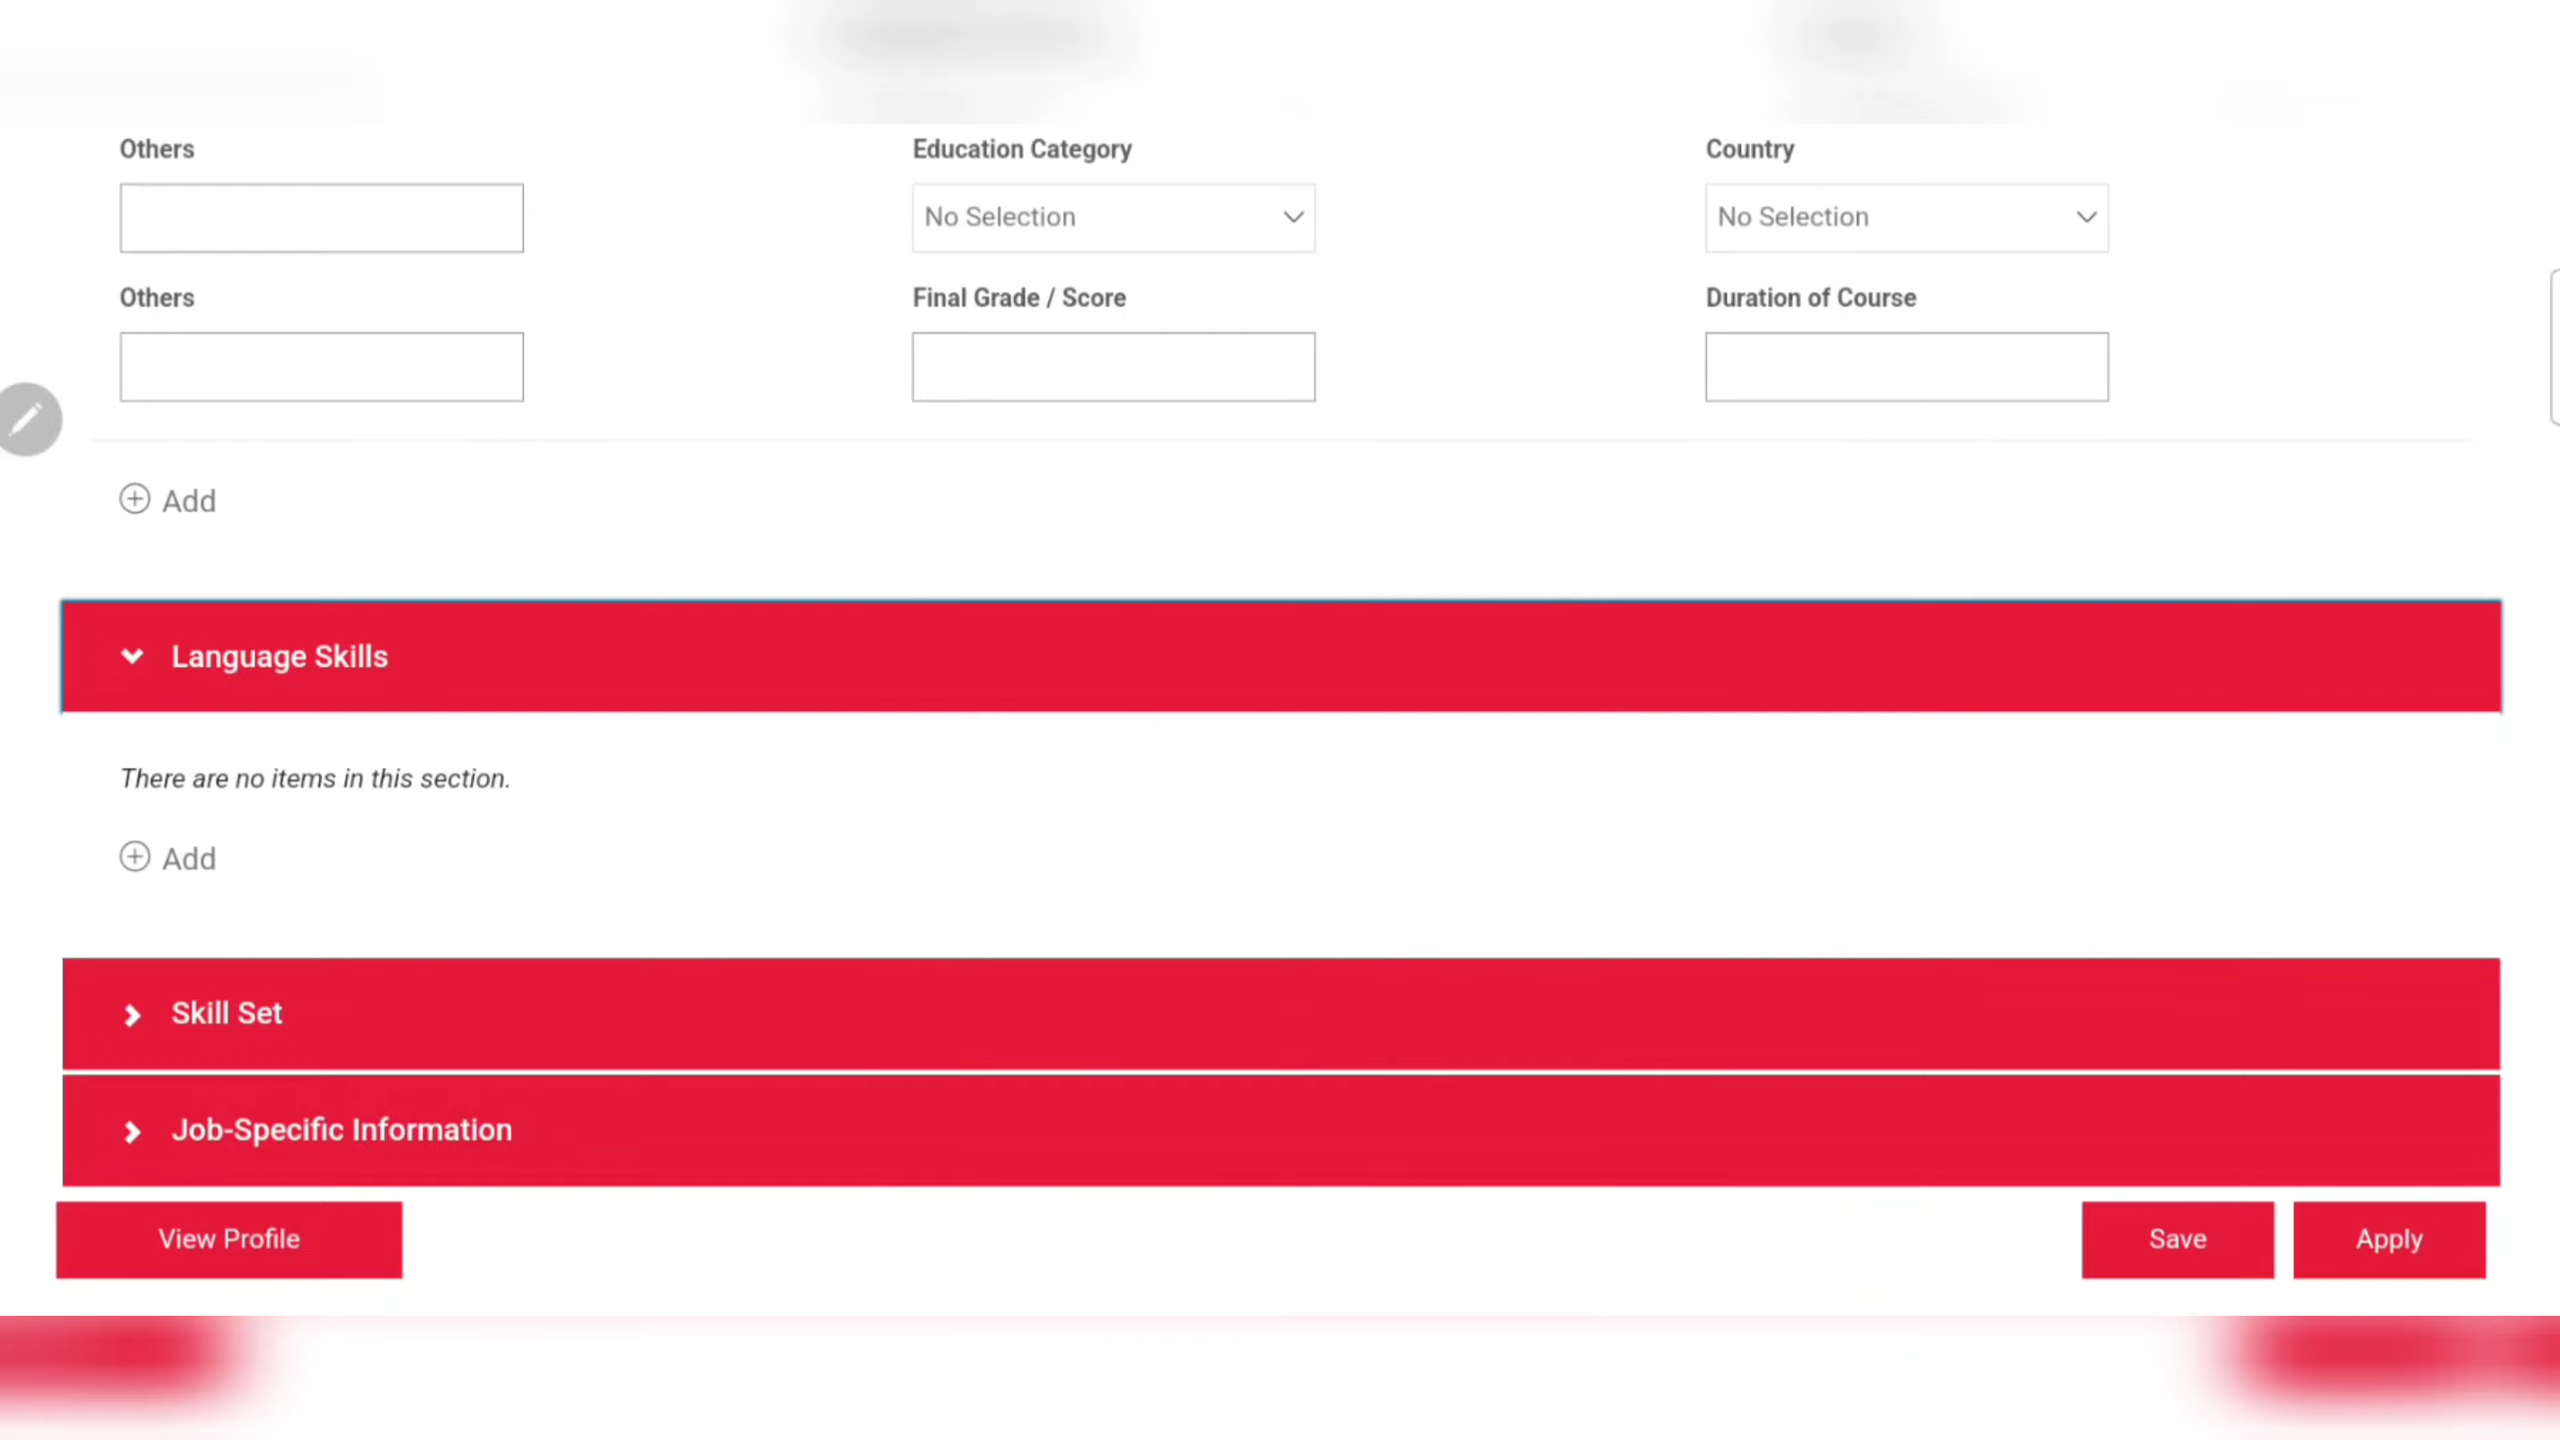 Others Education Category Country
No Selection No Selection
Others Final Grade / Score Duration of Course
Add
Language Skills
There are no items in this section.
Add
Skill Set
Job-Specific Information
View Profile Save Apply